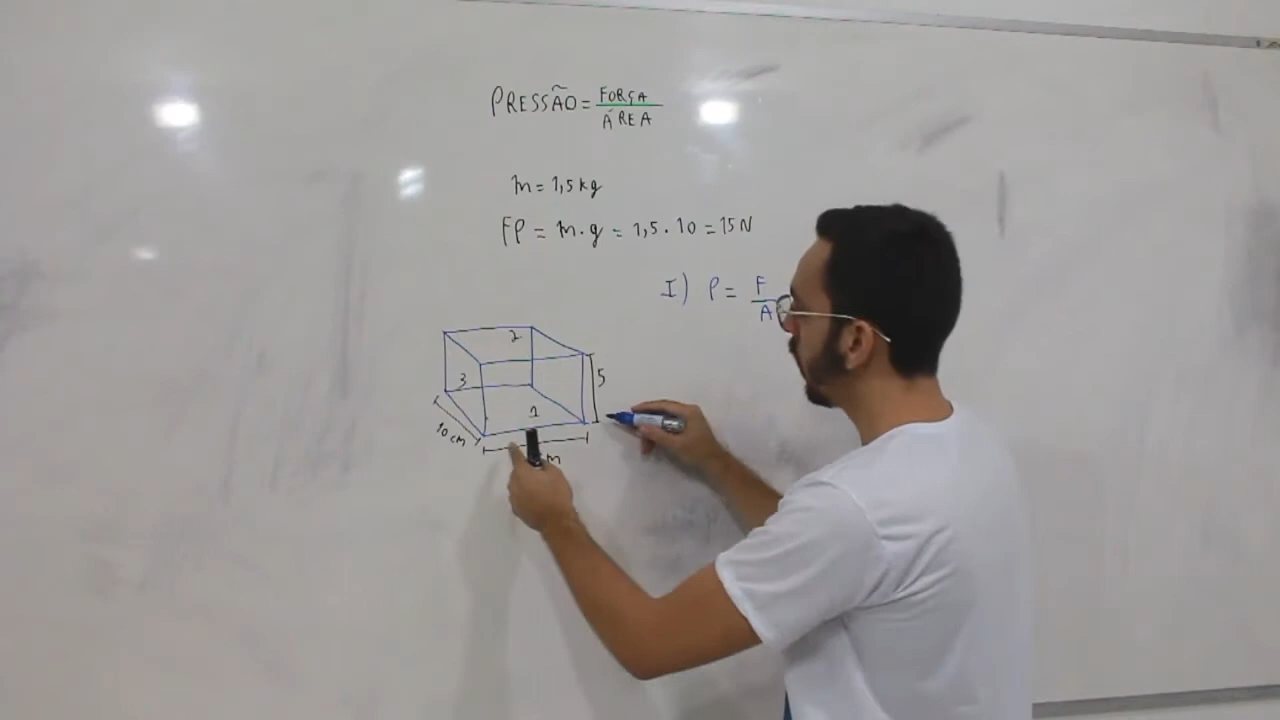 PRESSÃO = FORÇA
ÁREA
m = 1,5 kg
FP = m . g = 1,5 . 10 = 15 N
I) P = F
A
2
3
5
1
10 cm